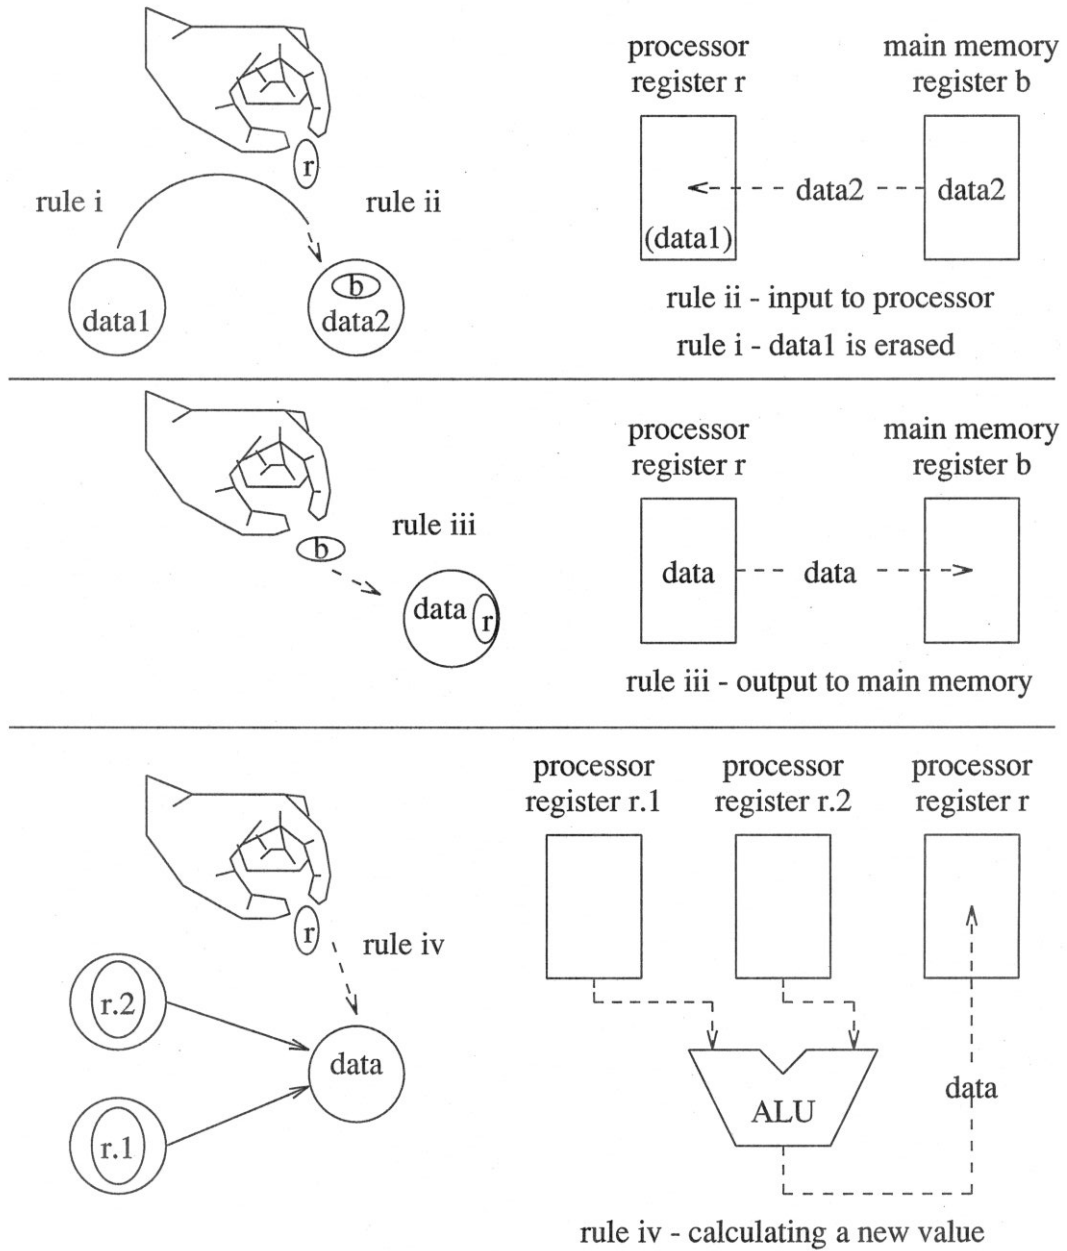 processor
register r
main memory
register b
r
rule i
rule ii
data1
b
data2
data2
data2
(data1)
rule ii - input to processor
rule i - data1 is erased
b
rule iii
data
r
processor
register r
main memory
register b
data
data
rule iii - output to main memory
r
rule iv
r.2
data
r.1
processor
register r.1
processor
register r.2
processor
register r
ALU
data
rule iv - calculating a new value